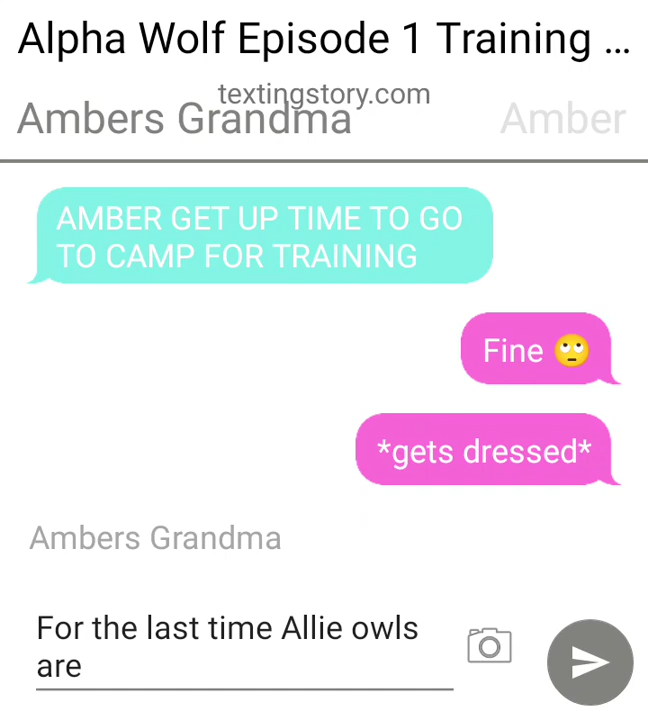 Alpha Wolf Episode 1 Training ...
textingstory.com
Ambers Grandma
Amber
AMBER GET UP TIME TO GO
TO CAMP FOR TRAINING
Fine 🙄
*gets dressed*
Ambers Grandma
For the last time Allie owls
are